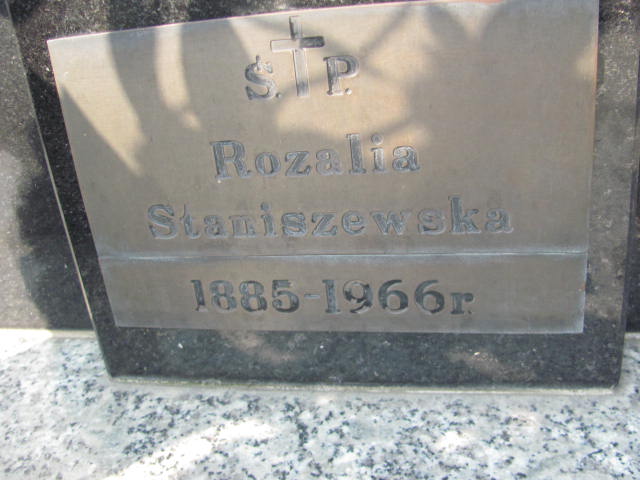 Ś. P.
Rozalia
Staniszewska
1885-1966r.